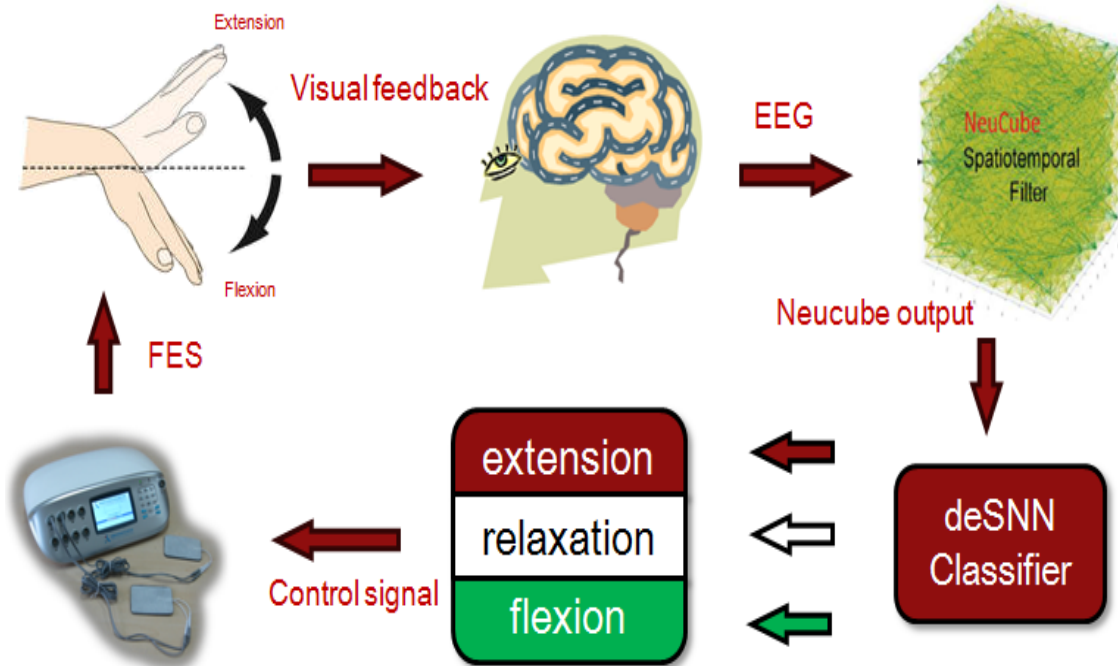 Extension
Visual feedback
EEG
NeuCube
Spatiotemporal
Filter
Flexion
Neucube output
FES
extension
relaxation
flexion
deSNN
Classifier
Control signal